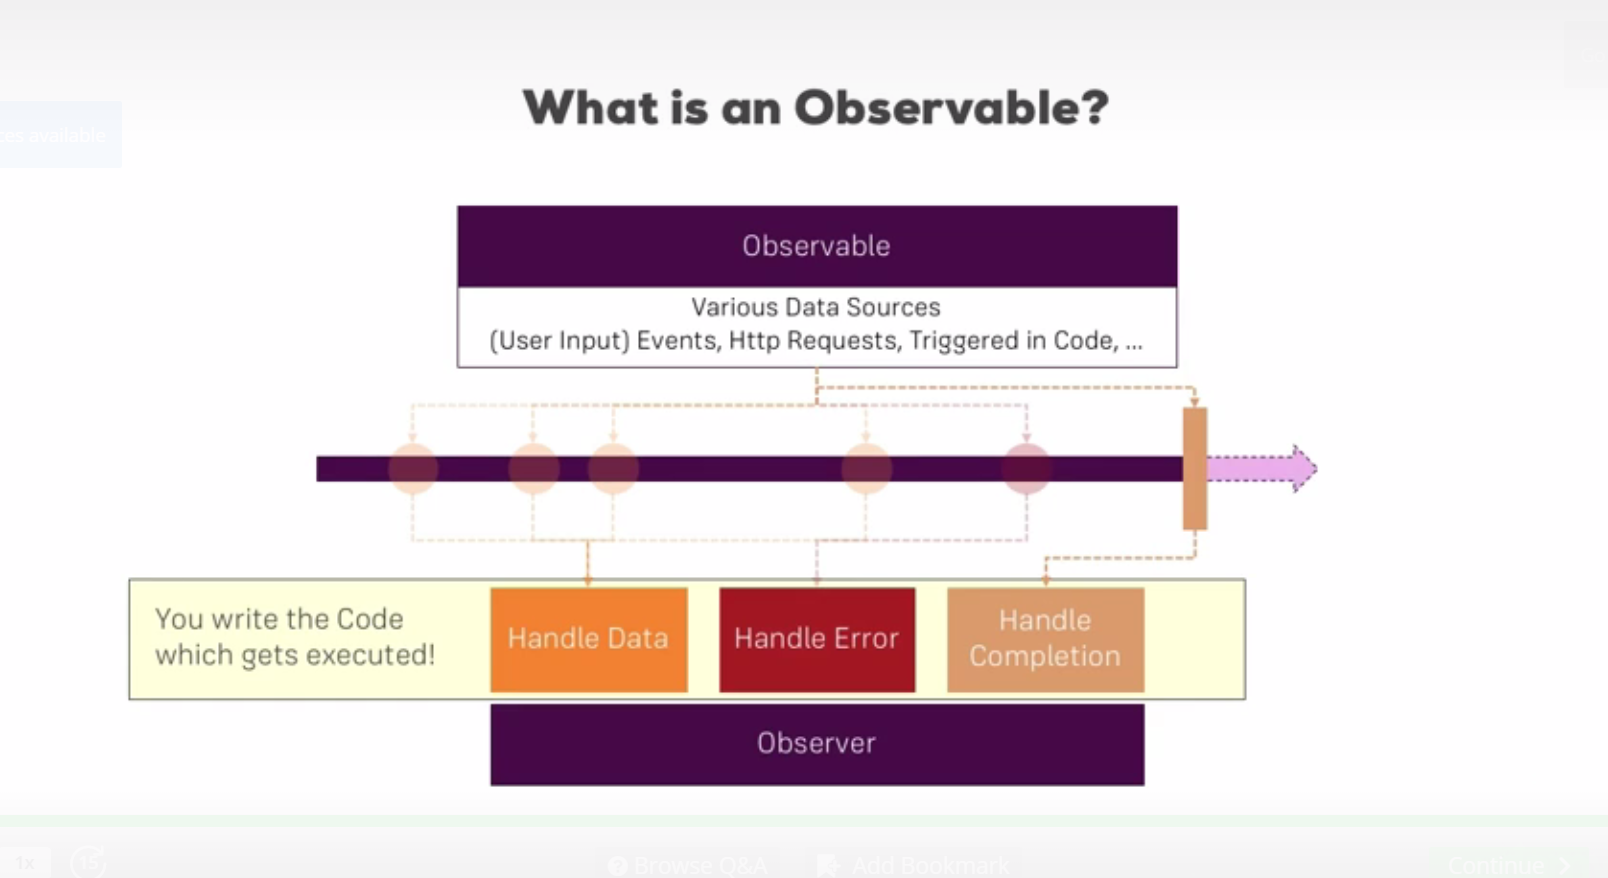 ces available
What is an Observable?
Observable
Various Data Sources
(User Input) Events, Http Requests, Triggered in Code, ...
You write the Code
which gets executed!
Handle Data
Handle Error
Handle
Completion
Observer
1x
15
Browse Q&A
Add Bookmark
Continue